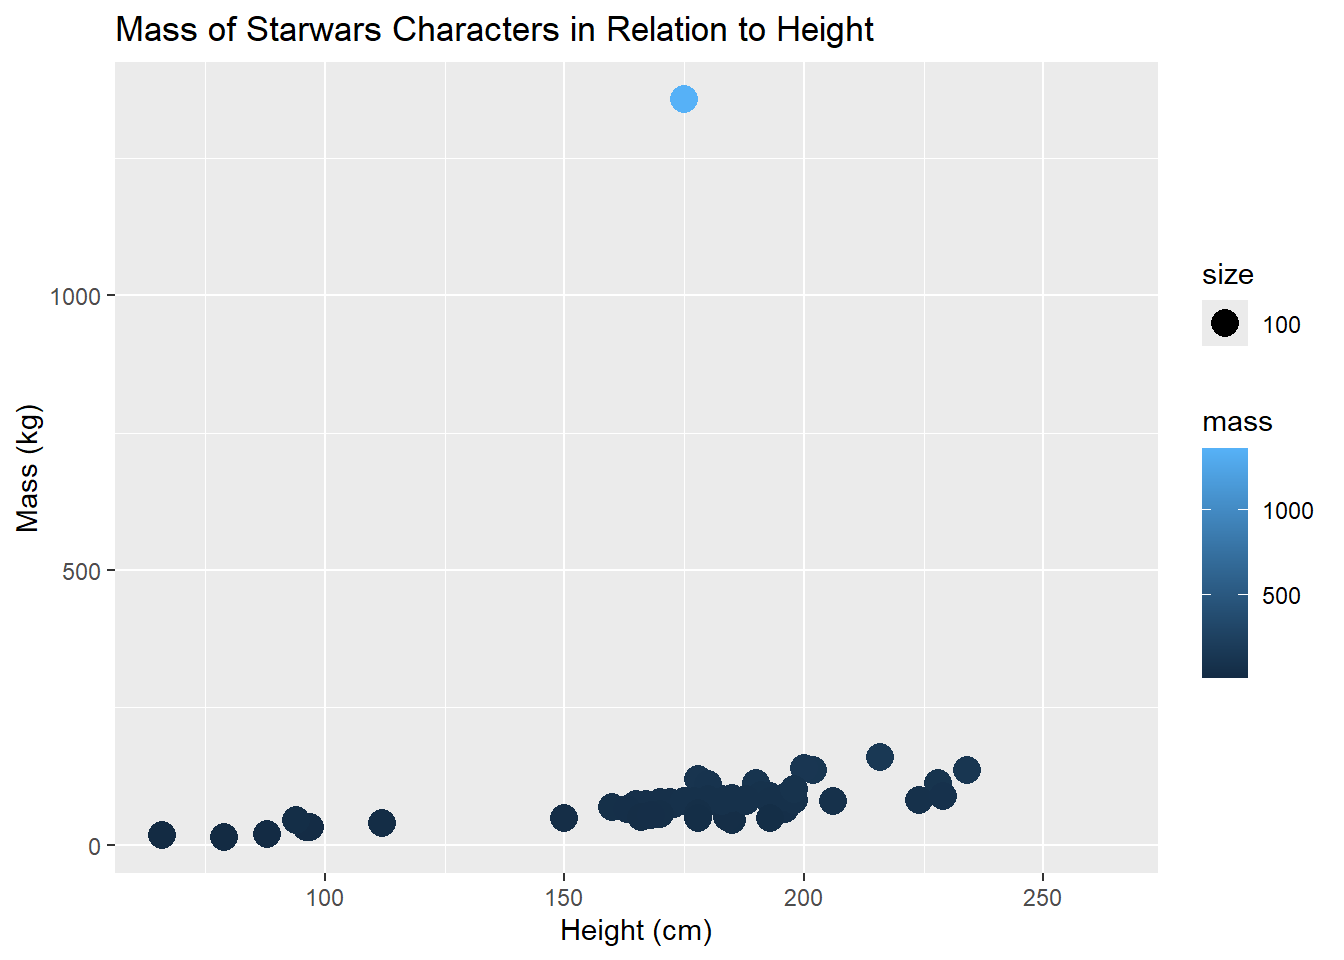 Mass of Starwars Characters in Relation to Height
Mass (kg)
1000
500
0
100
150
200
250
Height (cm)
size
100
mass
1000
500